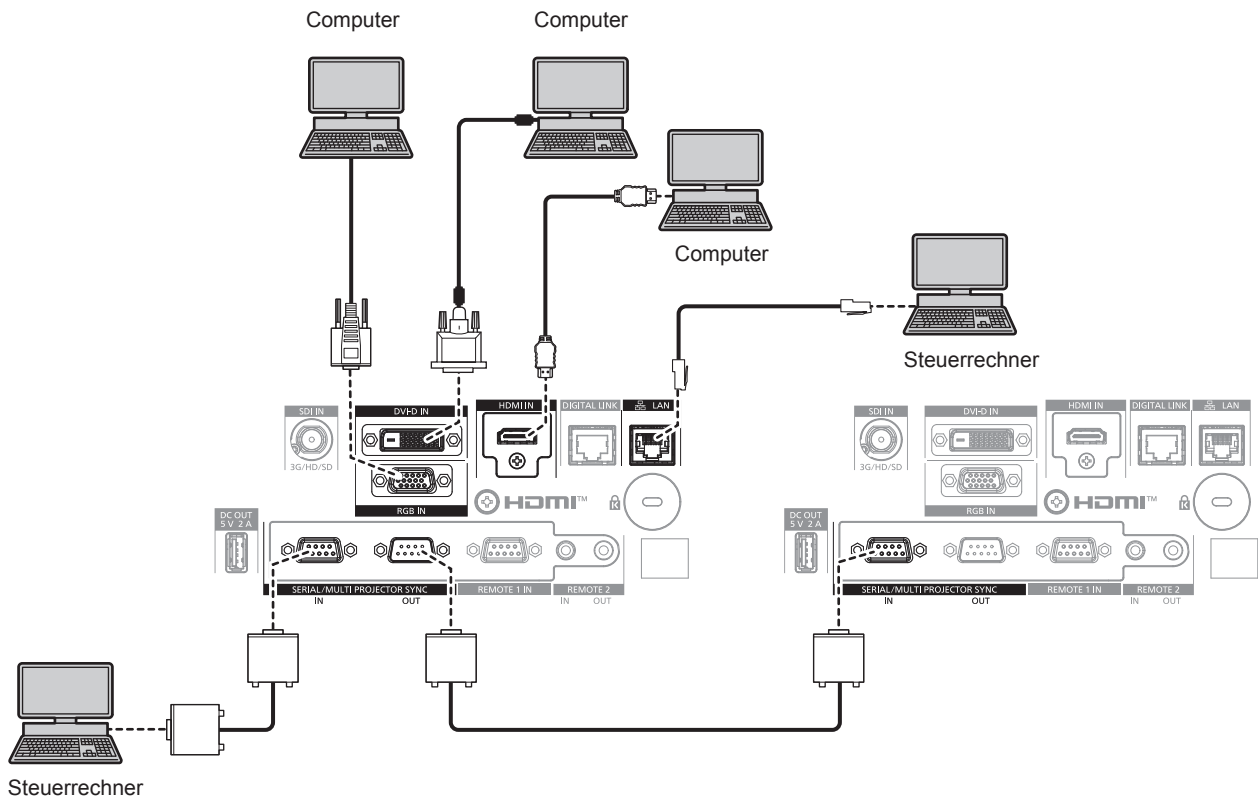 Computer
Computer
Computer
Steuerrechner
SDI IN
DVI-D IN
HDMI IN
DIGITAL LINK
LAN
3G/HD/SD
RGB IN
HDMI™
K
DC OUT
5 V 2 A
SERIAL/MULTI PROJECTOR SYNC
IN
OUT
REMOTE 1 IN
REMOTE 2
IN
OUT
SDI IN
DVI-D IN
HDMI IN
DIGITAL LINK
LAN
3G/HD/SD
RGB IN
HDMI™
K
DC OUT
5 V 2 A
SERIAL/MULTI PROJECTOR SYNC
IN
OUT
REMOTE 1 IN
REMOTE 2
IN
OUT
Steuerrechner